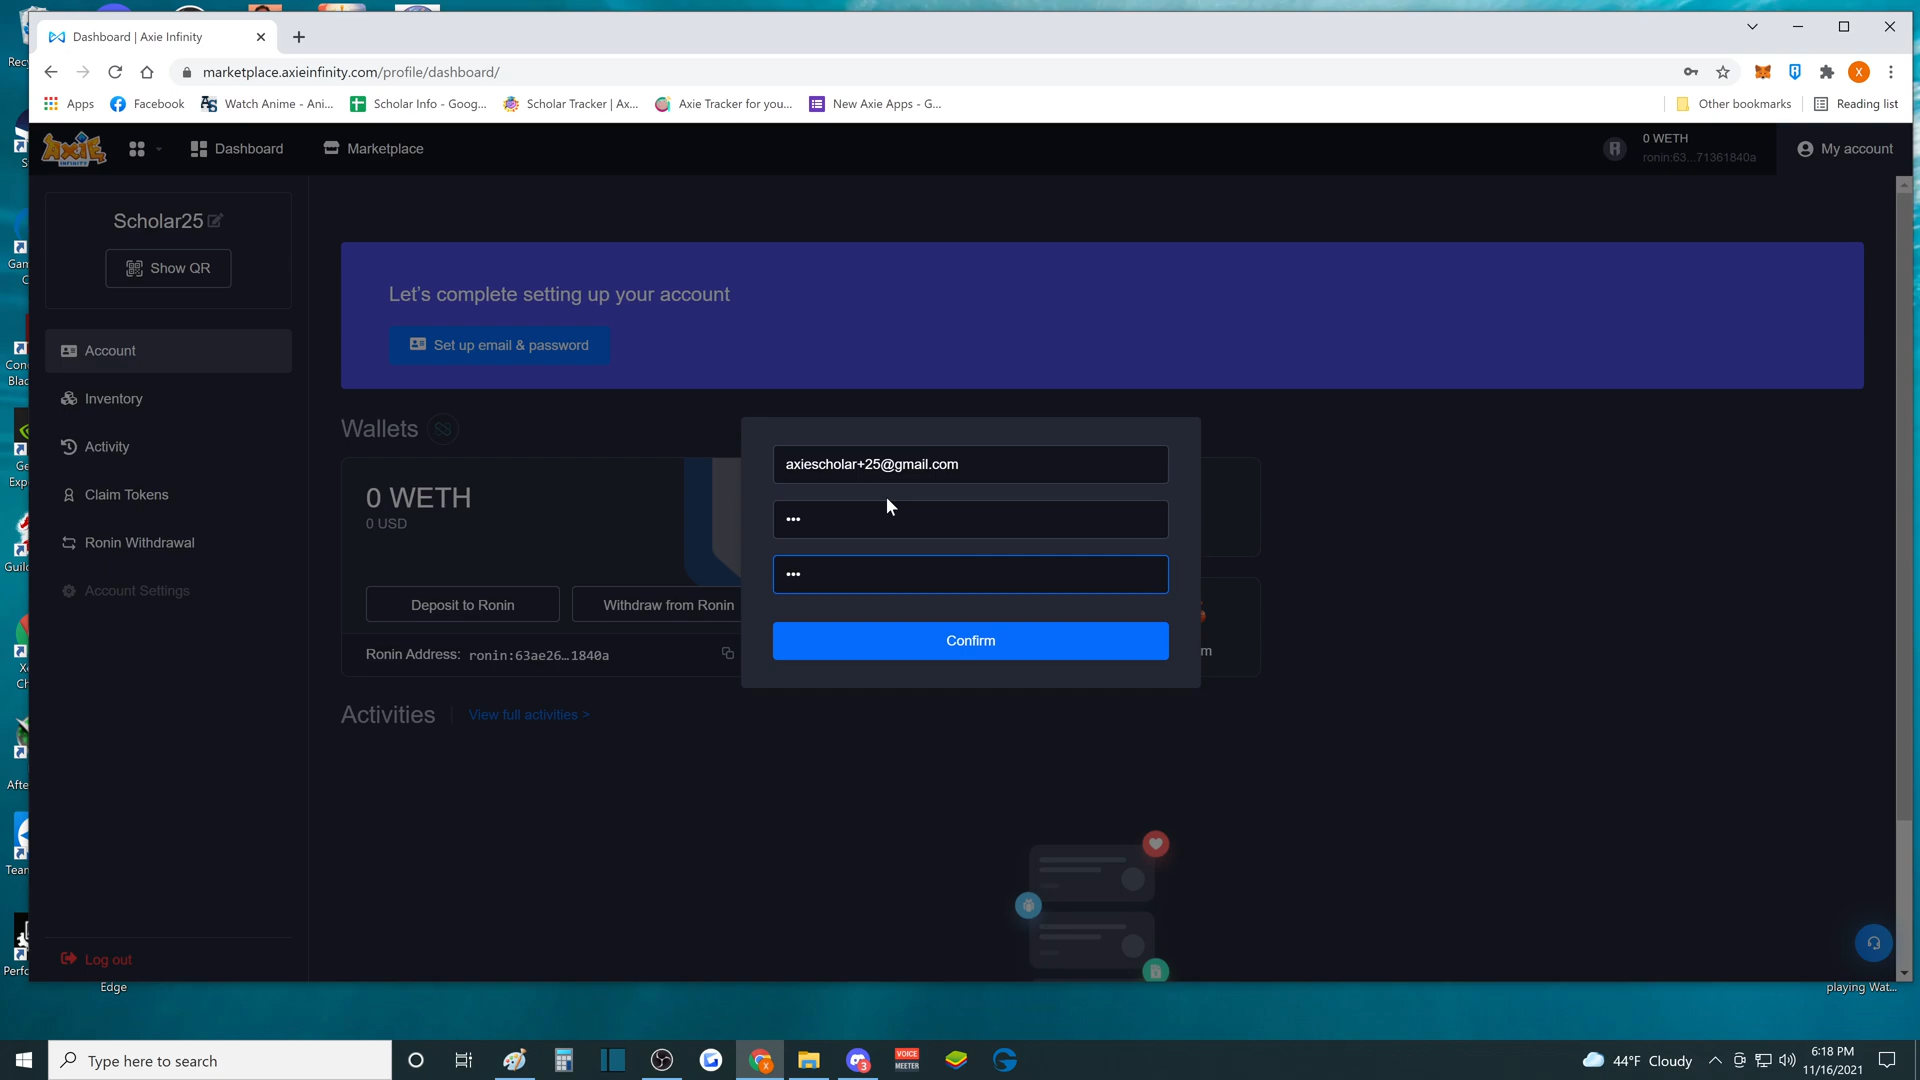 Dashboard | Axie Infinity
marketplace.axieinfinity.com/profile/dashboard/
X
Apps
Facebook
Watch Anime - Ani...
Scholar Info - Goog...
Scholar Tracker | Ax...
Axie Tracker for you...
New Axie Apps - G...
Other bookmarks
Reading list
AXIE
INFINITY
Dashboard
Marketplace
0 WETH
ronin:63...71361840a
My account
Scholar25
Show QR
Account
Inventory
Activity
Claim Tokens
Ronin Withdrawal
Account Settings
Log out
Let's complete setting up your account
Set up email & password
Wallets
0 WETH
0 USD
Deposit to Ronin
Withdraw from Ronin
Ronin Address: ronin:63ae26…1840a
axiescholar+25@gmail.com
•••
•••
Confirm
m
Activities
View full activities >
Edge
playing Wat...
Type here to search
VOICE
MEETER
3
44°F Cloudy
6:18 PM
11/16/2021